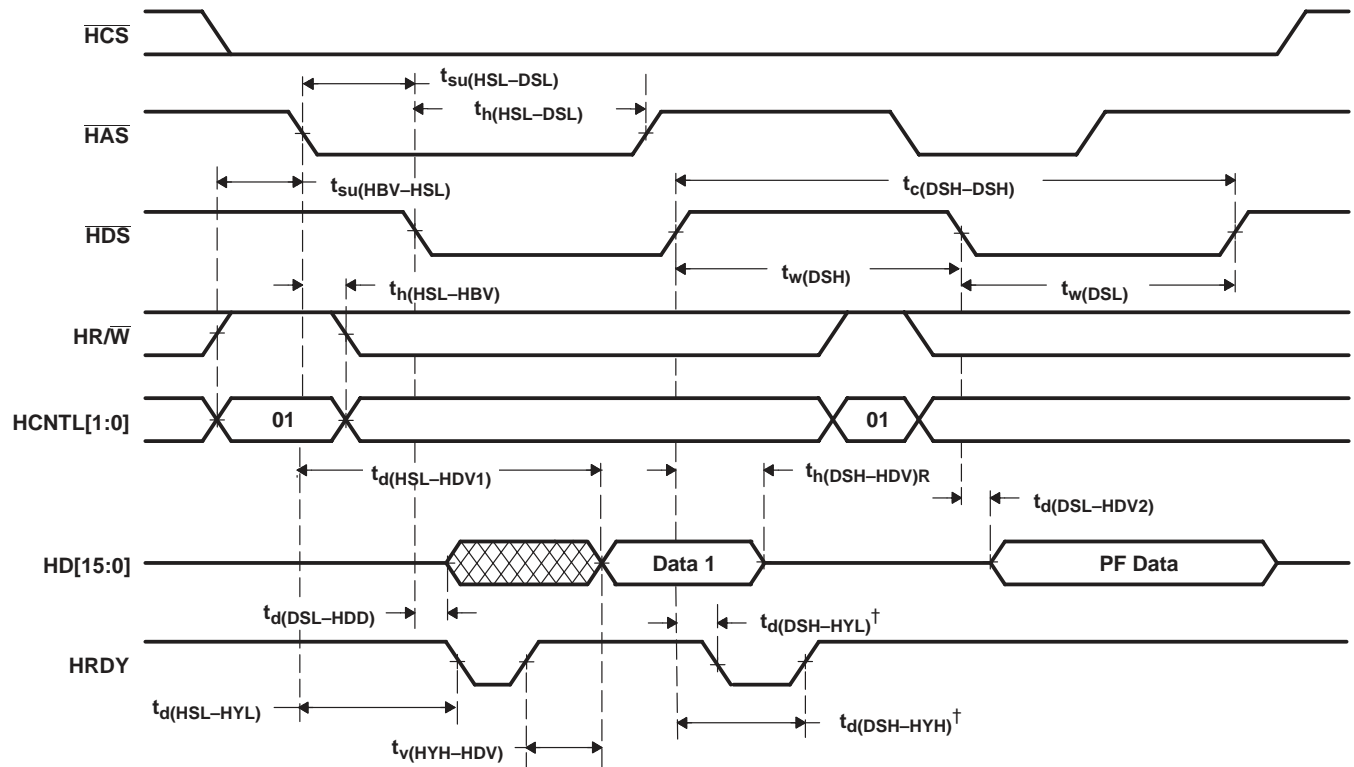 HCS
tsu(HSL–DSL)
th(HSL–DSL)
HAS
tsu(HBV–HSL)
tc(DSH–DSH)
HDS
tw(DSH)
tw(DSL)
th(HSL–HBV)
HR/W
HCNTL[1:0]
01
01
td(HSL–HDV1)
th(DSH–HDV)R
td(DSL–HDV2)
HD[15:0]
Data 1
PF Data
td(DSL–HDD)
td(DSH–HYL)†
HRDY
td(HSL–HYL)
td(DSH–HYH)†
tv(HYH–HDV)